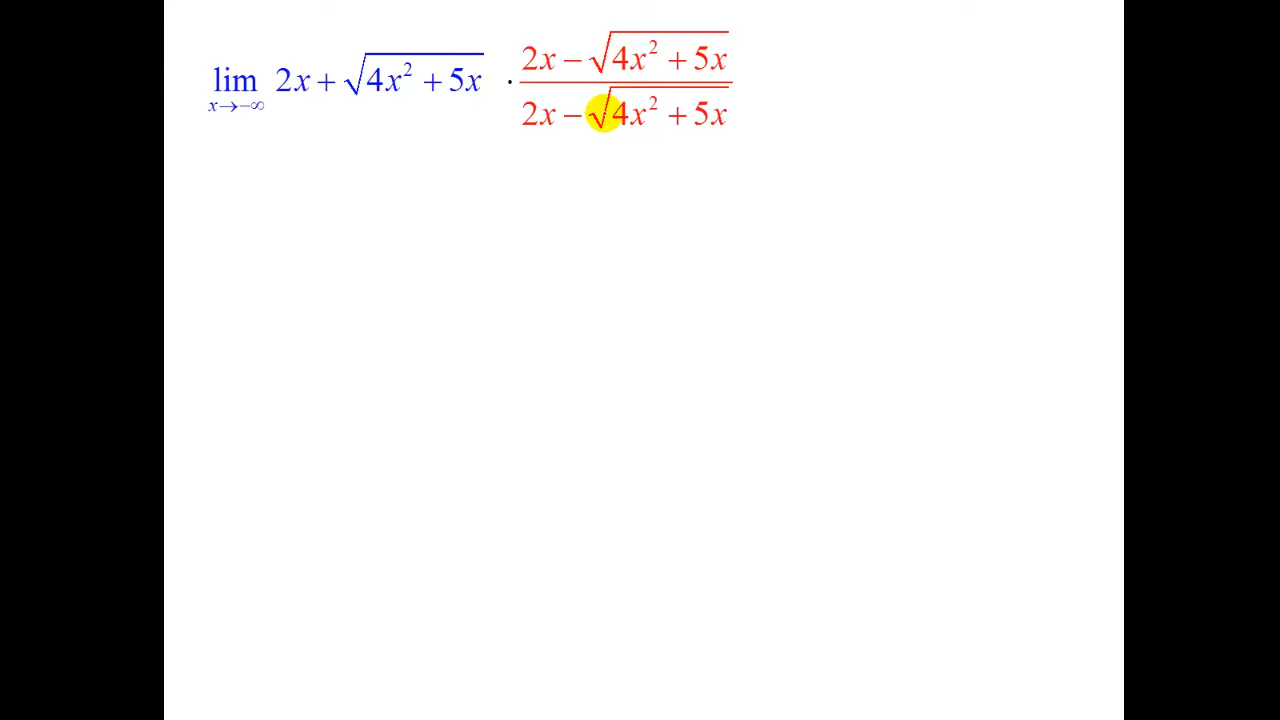 lim x→−∞ 2x + √(4x² + 5x) · (2x − √(4x² + 5x)) / (2x − √(4x² + 5x))